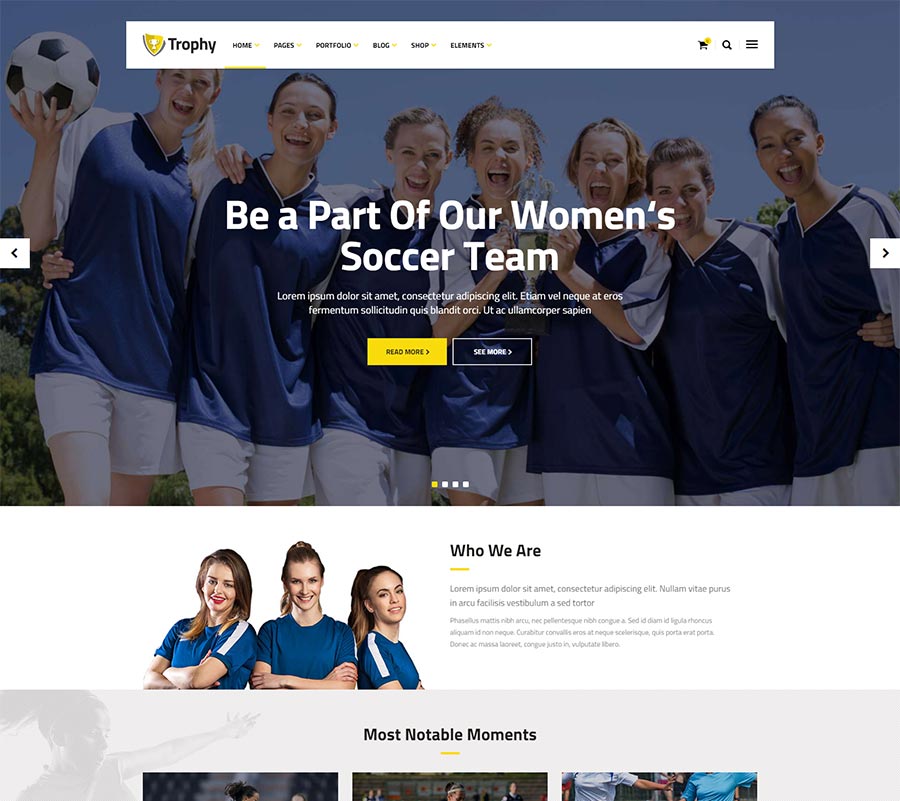 Trophy
HOME PAGES PORTFOLIO BLOG SHOP ELEMENTS
Be a Part Of Our Women‘s
Soccer Team
Lorem ipsum dolor sit amet, consectetur adipiscing elit. Etiam vel neque at eros
fermentum sollicitudin quis blandit orci. Ut ac ullamcorper sapien
READ MORE
SEE MORE
Who We Are
Lorem ipsum dolor sit amet, consectetur adipiscing elit. Nullam vitae purus
in arcu facilisis vestibulum a sed tortor
Phasellus mattis nibh arcu, nec pellentesque nibh congue a. Sed id diam id ligula rhoncus
aliquam id non neque. Curabitur convallis eros at neque scelerisque, quis porta erat porta.
Donec ac massa laoreet, congue justo in, vulputate libero.
Most Notable Moments